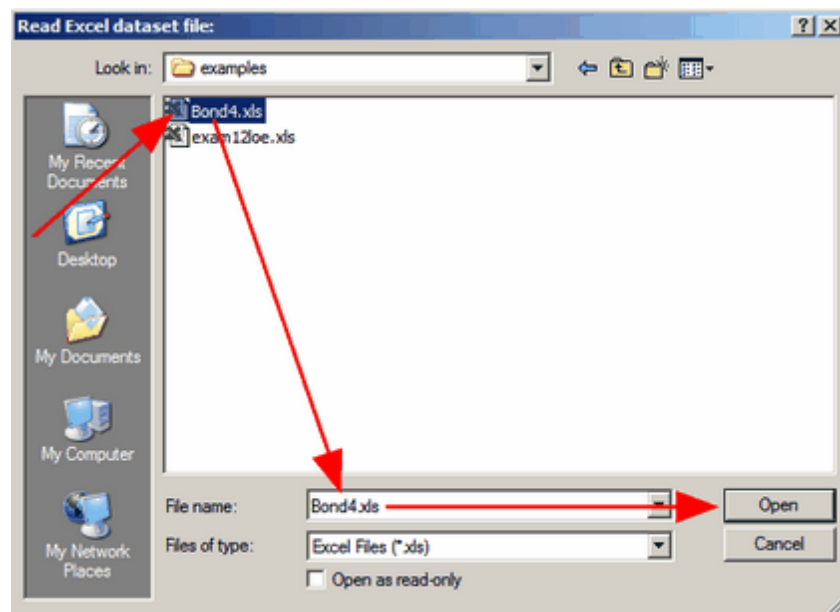 Read Excel dataset file:
Look in: examples
Bond4.xls
exam12loe.xls
My Recent
Documents
Desktop
My Documents
My Computer
My Network
Places
File name: Bond4.xls Open
Files of type: Excel Files (*.xls) Cancel
Open as read-only